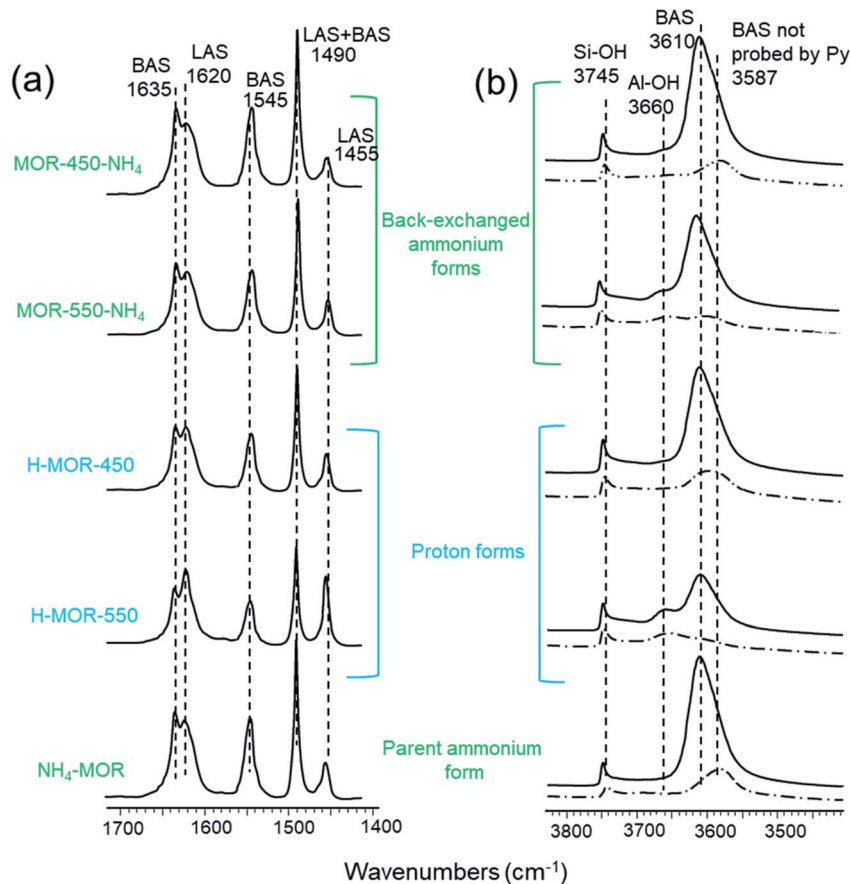 (a)
BAS
1635
LAS
1620
BAS
1545
LAS+BAS
1490
LAS
1455
MOR-450-NH₄
MOR-550-NH₄
H-MOR-450
H-MOR-550
NH₄-MOR
Back-exchanged
ammonium
forms
Proton forms
Parent ammonium
form
1700
1600
1500
1400
(b)
Si-OH
3745
Al-OH
3660
BAS
3610
BAS not
probed by Py
3587
3800
3700
3600
3500
Wavenumbers (cm⁻¹)